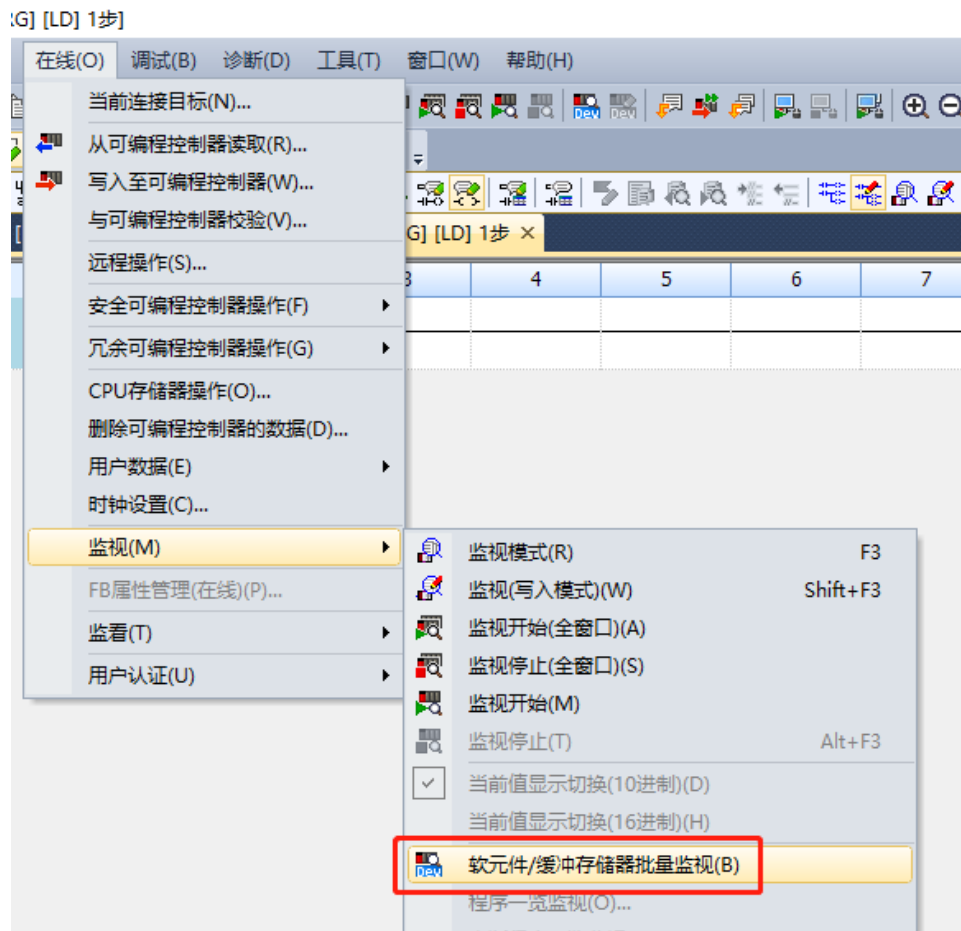 RG] [LD] 1步]
在线(O) 调试(B) 诊断(D) 工具(T) 窗口(W) 帮助(H)
当前连接目标(N)...
从可编程控制器读取(R)...
写入至可编程控制器(W)...
与可编程控制器校验(V)...
G] [LD] 1步 ×
远程操作(S)...
3 4 5 6 7
安全可编程控制器操作(F)
冗余可编程控制器操作(G)
CPU存储器操作(O)...
删除可编程控制器的数据(D)...
用户数据(E)
时钟设置(C)...
监视(M)
FB属性管理(在线)(P)...
监看(T)
用户认证(U)
监视模式(R) F3
监视(写入模式)(W) Shift+F3
监视开始(全窗口)(A)
监视停止(全窗口)(S)
监视开始(M)
监视停止(T) Alt+F3
当前值显示切换(10进制)(D)
当前值显示切换(16进制)(H)
Dev 软元件/缓冲存储器批量监视(B)
程序一览监视(O)...